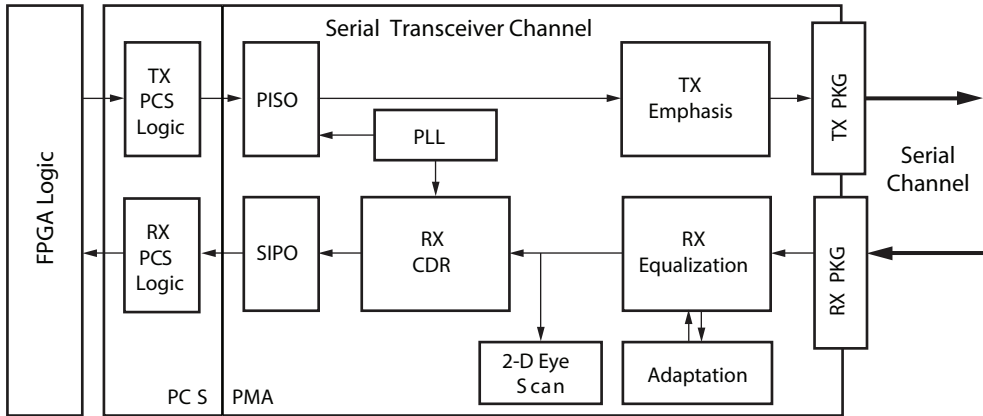 Serial Transceiver Channel
FPGA Logic
TX
PCS
Logic
PISO
PLL
TX
Emphasis
TX PKG
Serial
Channel
RX
PCS
Logic
SIPO
RX
CDR
RX
Equalization
RX PKG
2-D Eye
Scan
Adaptation
PC S
PMA